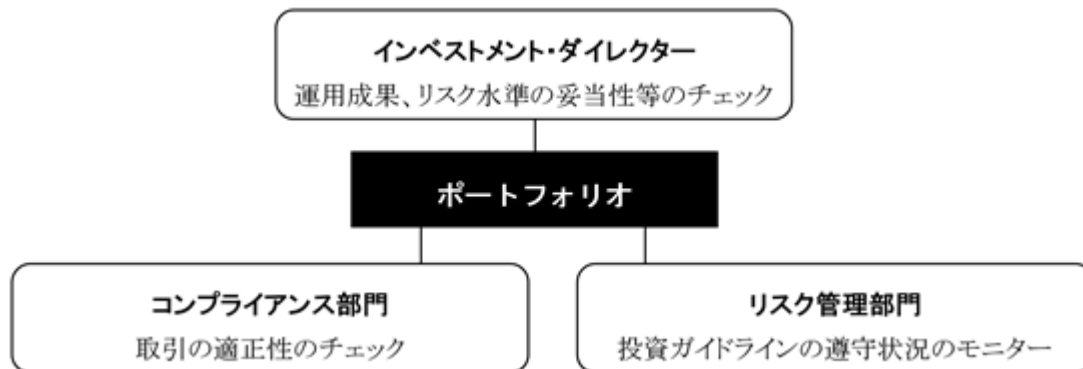 インベストメント・ダイレクター
運用成果、リスク水準の妥当性等のチェック
ポートフォリオ
コンプライアンス部門
取引の適正性のチェック
リスク管理部門
投資ガイドラインの遵守状況のモニター